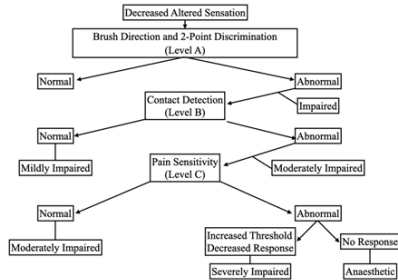 Decreased Altered Sensation
Brush Direction and 2-Point Discrimination
(Level A)
Normal
Abnormal
Impaired
Contact Detection
(Level B)
Normal
Abnormal
Mildly Impaired
Moderately Impaired
Pain Sensitivity
(Level C)
Normal
Abnormal
Moderately Impaired
Increased Threshold
Decreased Response
No Response
Severely Impaired
Anaesthetic